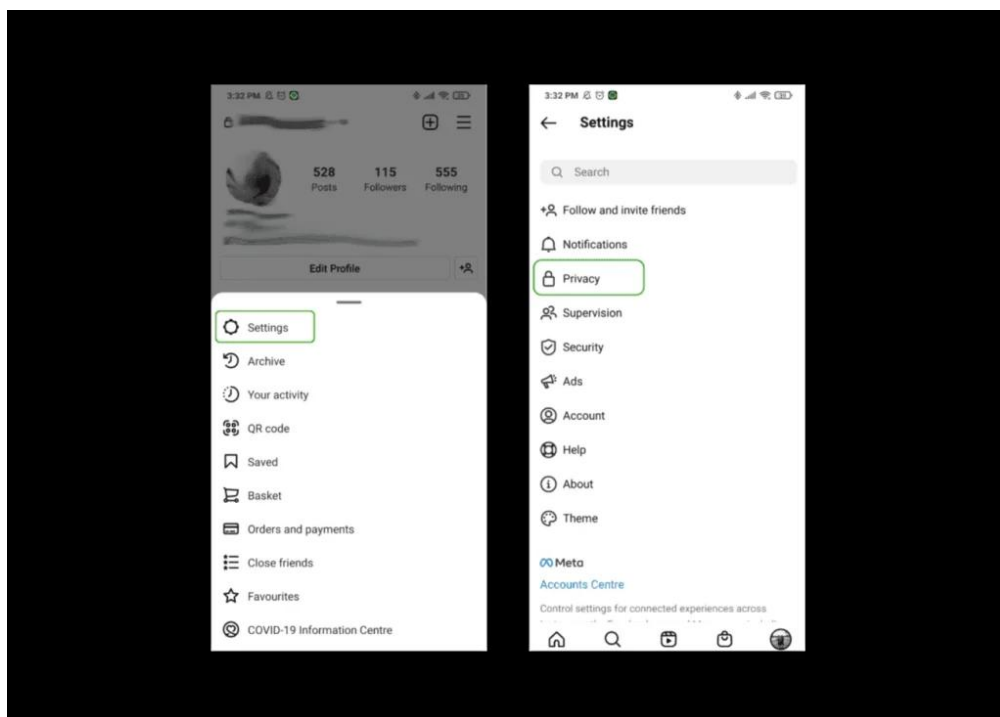 3:32 PM
528 115 555
Posts Followers Following
Edit Profile
Settings
Archive
Your activity
QR code
Saved
Basket
Orders and payments
Close friends
Favourites
COVID-19 Information Centre
3:32 PM
Settings
Search
Follow and invite friends
Notifications
Privacy
Supervision
Security
Ads
Account
Help
About
Theme
Meta
Accounts Centre
Control settings for connected experiences across